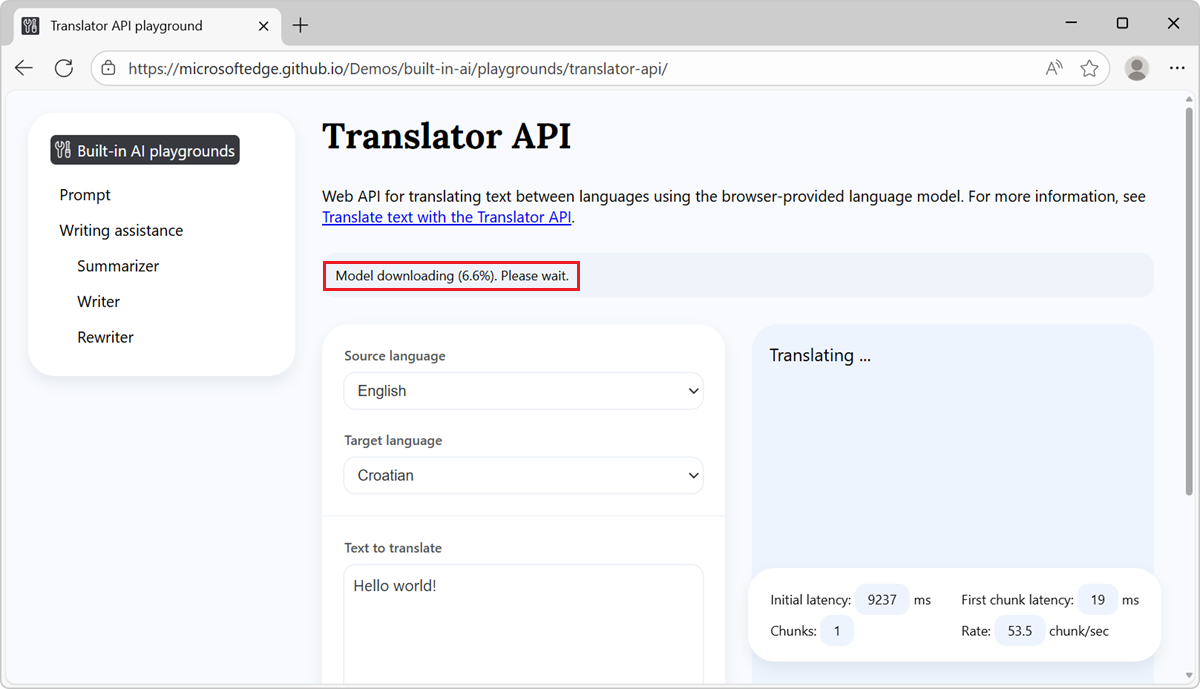 Translator API playground
https://microsoftedge.github.io/Demos/built-in-ai/playgrounds/translator-api/
Built-in AI playgrounds
Prompt
Writing assistance
Summarizer
Writer
Rewriter
Translator API
Web API for translating text between languages using the browser-provided language model. For more information, see
Translate text with the Translator API.
Model downloading (6.6%). Please wait.
Source language
English
Target language
Croatian
Text to translate
Hello world!
Translating ...
Initial latency: 9237 ms First chunk latency: 19 ms
Chunks: 1 Rate: 53.5 chunk/sec